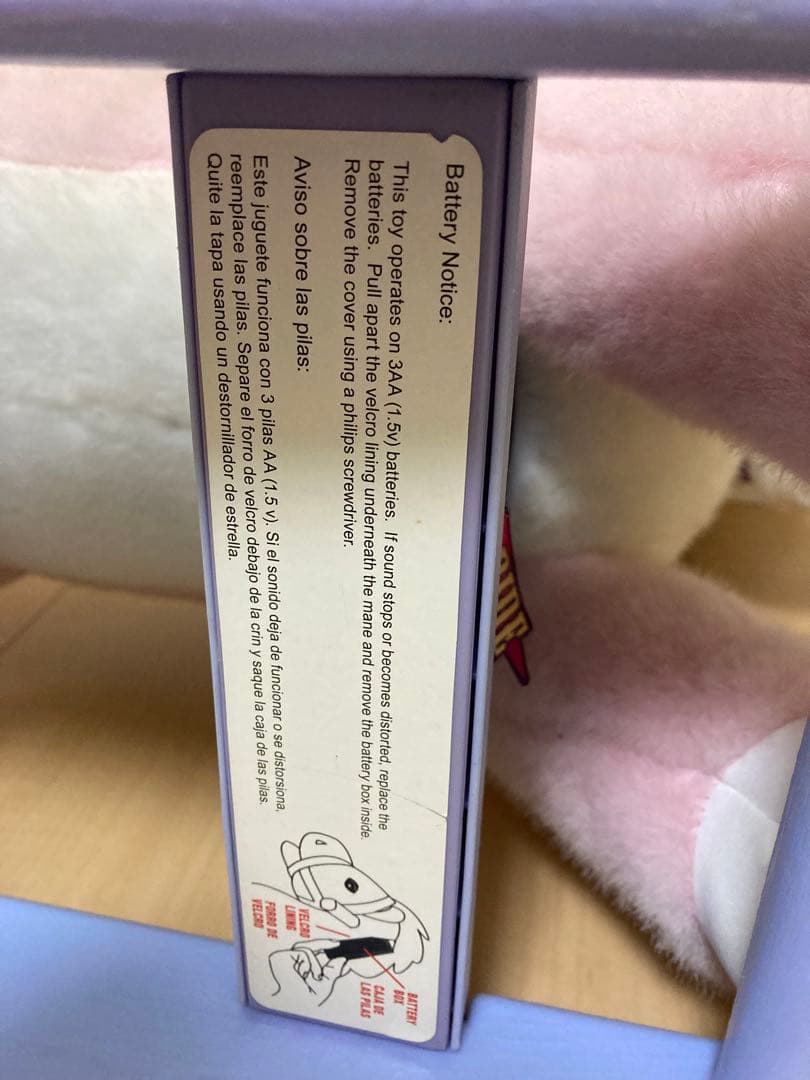 Battery Notice:
This toy operates on 3AA (1.5v) batteries. If sound stops or becomes distorted, replace the
batteries. Pull apart the velcro lining underneath the mane and remove the battery box inside.
Remove the cover using a philips screwdriver.
Aviso sobre las pilas:
Este juguete funciona con 3 pilas AA (1.5 v). Si el sonido deja de funcionar o se distorsiona,
reemplace las pilas. Separe el forro de velcro debajo de la crin y saque la caja de las pilas.
Quite la tapa usando un destornillador de estrella.
BATTERY
BOX
CAJA DE
LAS PILAS
VELCRO
LINING
FORRO DE
VELCRO